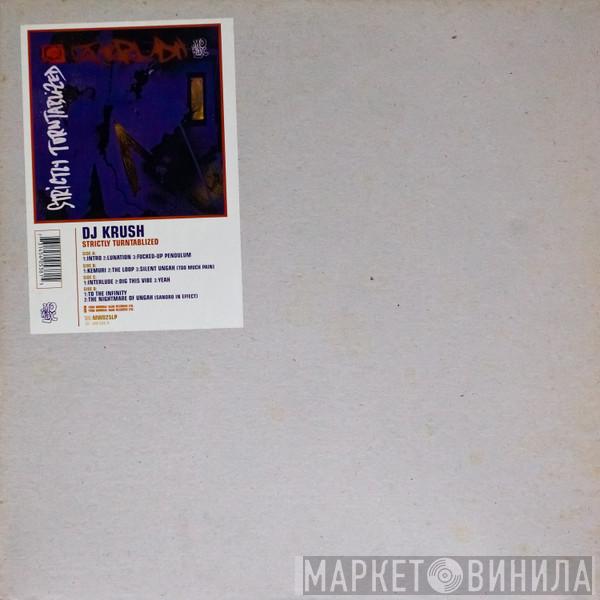 STRICTLY TURNTABLIZED
DJ KRUSH
STRICTLY TURNTABLIZED
SIDE A:
1:INTRO 2:LUNATION 3:FUCKED-UP PENDULUM
SIDE B:
1:KEMURI 2:THE LOOP 3:SILENT UNGAH (TOO MUCH PAIN)
SIDE C:
1:INTERLUDE 2:DIG THIS VIBE 3:YEAH
SIDE D:
1:TO THE INFINITY
2:THE NIGHTMARE OF UNGAH (SANDRO IN EFFECT)
MW025LP
МАРКЕТ ВИНИЛА